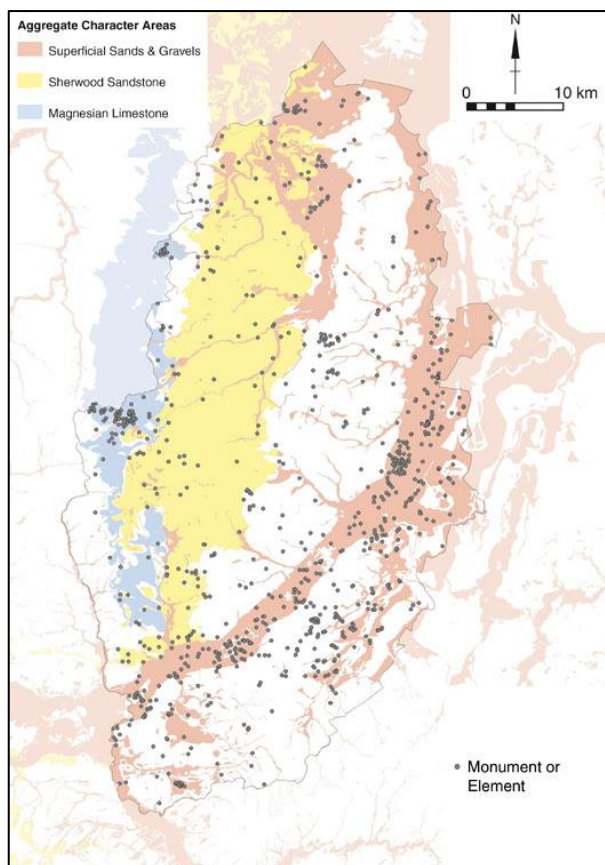 Aggregate Character Areas
Superficial Sands & Gravels
Sherwood Sandstone
Magnesian Limestone
N
0 10 km
Monument or
Element